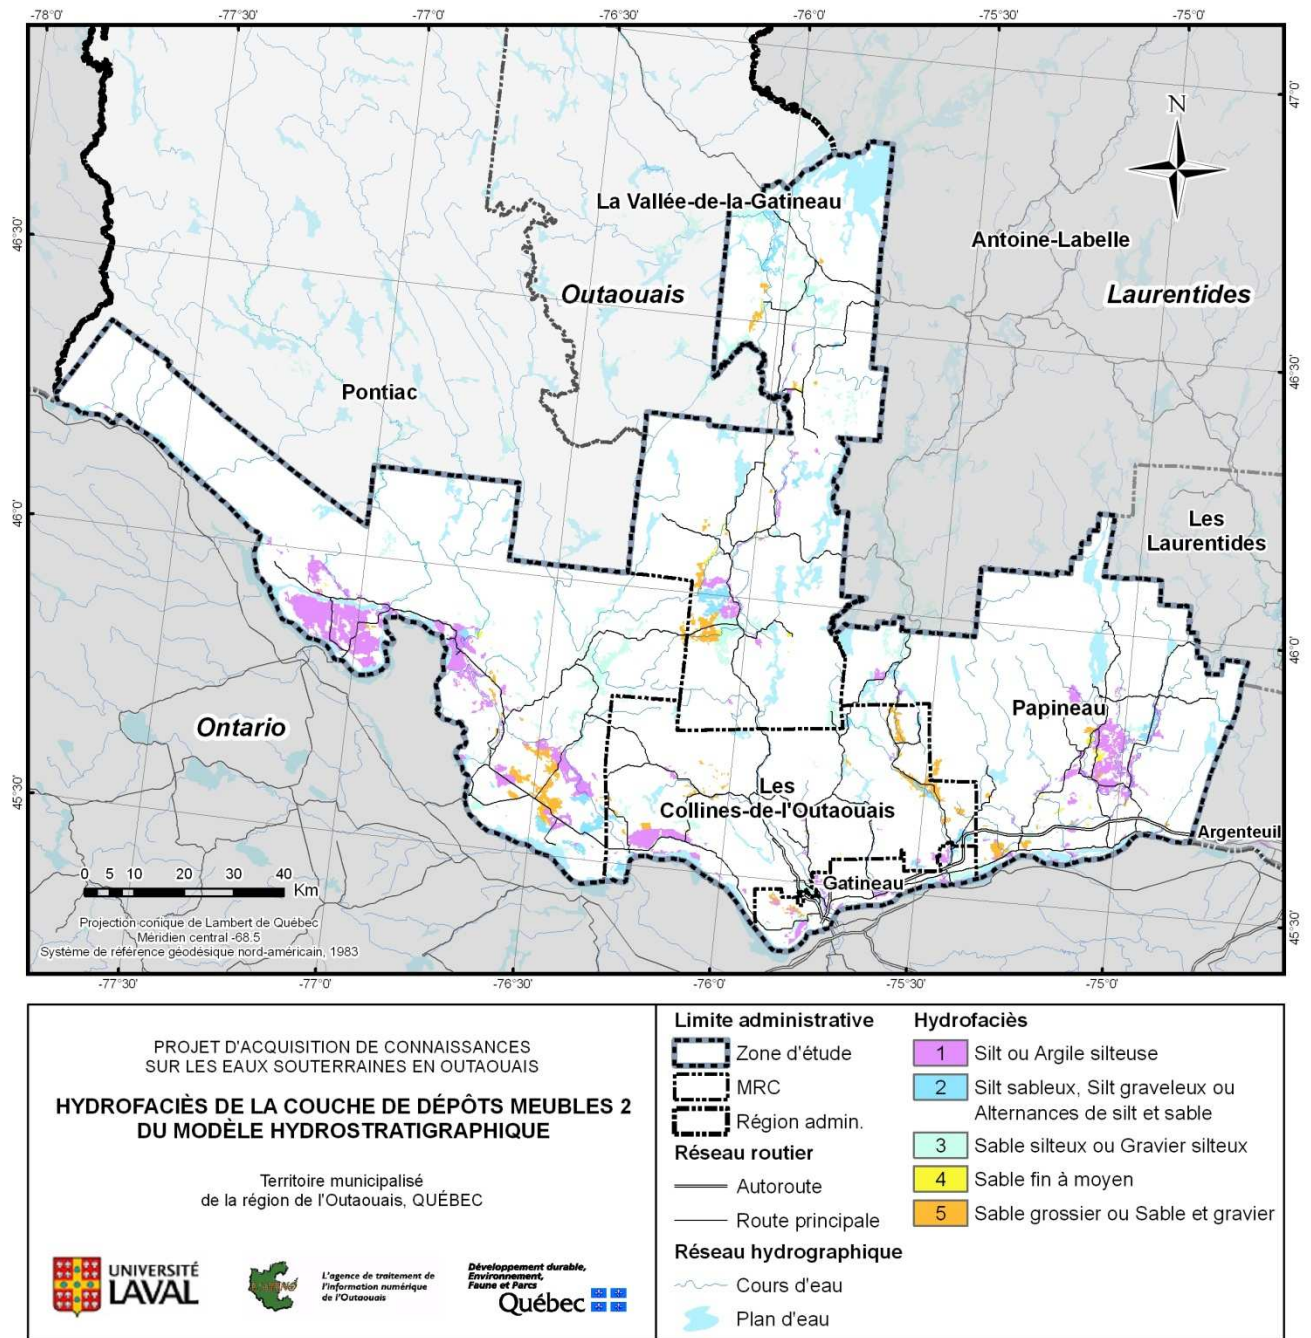 -78°0'
-77°30'
-77°0'
-76°30'
-76°0'
-75°30'
-75°0'
47°0'
N
La Vallée-de-la-Gatineau
Antoine-Labelle
46°30'
Outaouais
Laurentides
46°30'
Pontiac
46°0'
Les
Laurentides
46°0'
Papineau
Ontario
Les
Collines-de-l'Outaouais
45°30'
Argenteuil
Gatineau
0 5 10 20 30 40
Km
Projection conique de Lambert de Québec
Méridien central -68.5
Système de référence géodésique nord-américain, 1983
45°30'
-77°30'
-77°0'
-76°30'
-76°0'
-75°30'
-75°0'
PROJET D'ACQUISITION DE CONNAISSANCES
SUR LES EAUX SOUTERRAINES EN OUTAOUAIS
HYDROFACIÈS DE LA COUCHE DE DÉPÔTS MEUBLES 2
DU MODÈLE HYDROSTRATIGRAPHIQUE
Territoire municipalisé
de la région de l'Outaouais, QUÉBEC
UNIVERSITÉ
LAVAL
L'agence de traitement de
l'information numérique
de l'Outaouais
Développement durable,
Environnement,
Faune et Parcs
Québec
Limite administrative
Zone d'étude
MRC
Région admin.
Réseau routier
Autoroute
Route principale
Réseau hydrographique
Cours d'eau
Plan d'eau
Hydrofaciès
1 Silt ou Argile silteuse
2 Silt sableux, Silt graveleux ou
Alternances de silt et sable
3 Sable silteux ou Gravier silteux
4 Sable fin à moyen
5 Sable grossier ou Sable et gravier